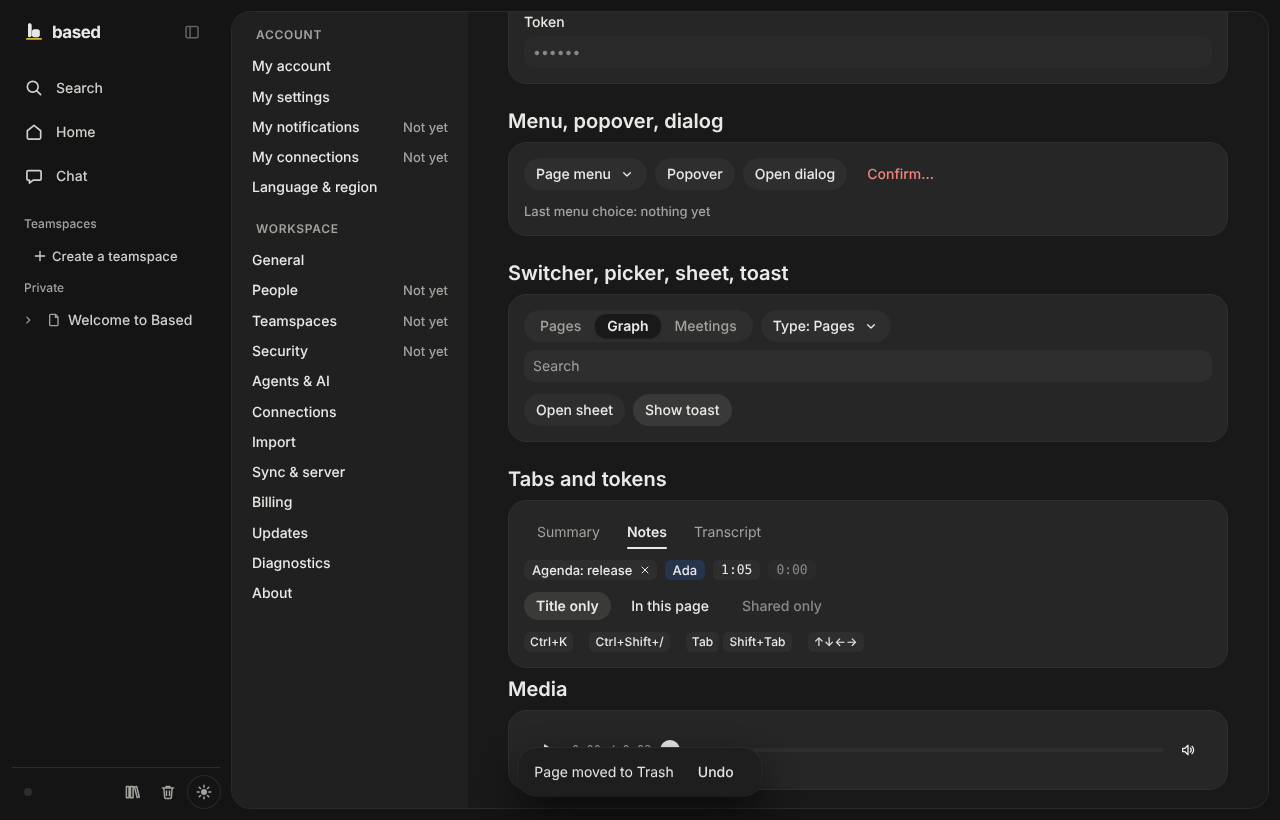 based
Search
Home
Chat
Teamspaces
Create a teamspace
Private
Welcome to Based
ACCOUNT
My account
My settings
My notifications Not yet
My connections Not yet
Language & region
WORKSPACE
General
People Not yet
Teamspaces Not yet
Security Not yet
Agents & AI
Connections
Import
Sync & server
Billing
Updates
Diagnostics
About
Token
••••••
Menu, popover, dialog
Page menu Popover Open dialog Confirm…
Last menu choice: nothing yet
Switcher, picker, sheet, toast
Pages Graph Meetings Type: Pages
Search
Open sheet Show toast
Tabs and tokens
Summary Notes Transcript
Agenda: release × Ada 1:05 0:00
Title only In this page Shared only
Ctrl+K Ctrl+Shift+/ Tab Shift+Tab ↑↓←→
Media
Page moved to Trash Undo